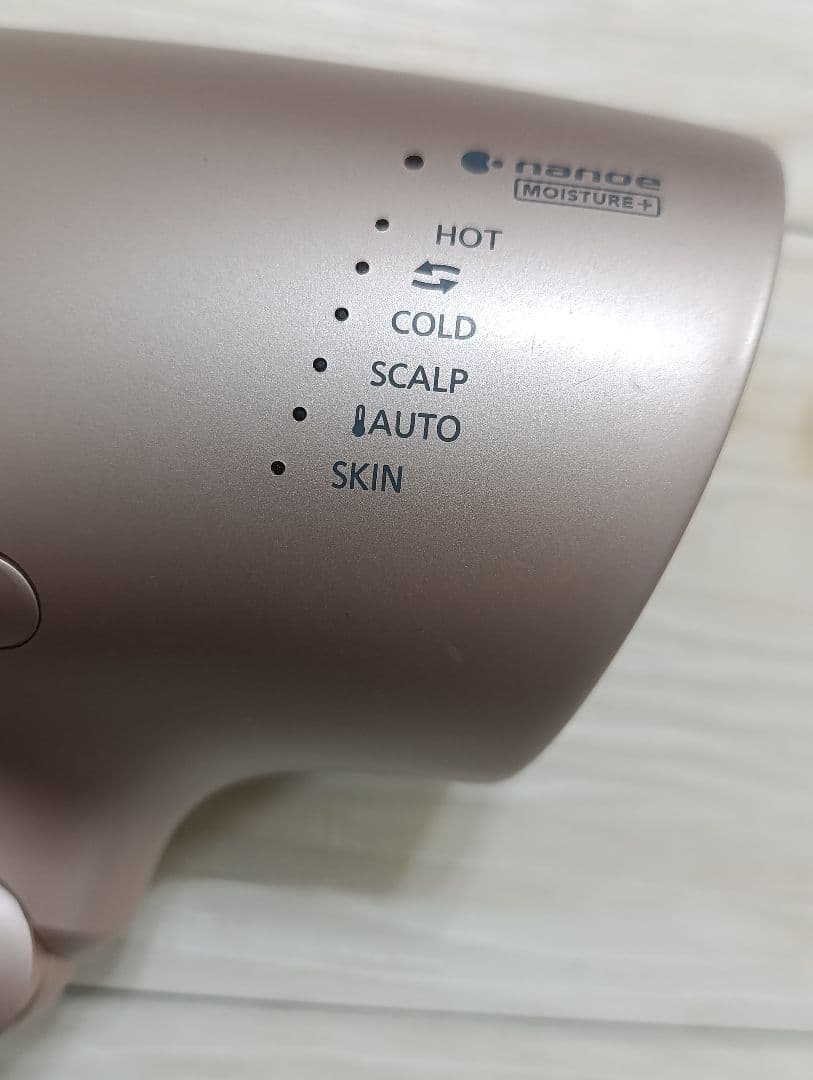 nanoe
MOISTURE+
HOT
COLD
SCALP
AUTO
SKIN